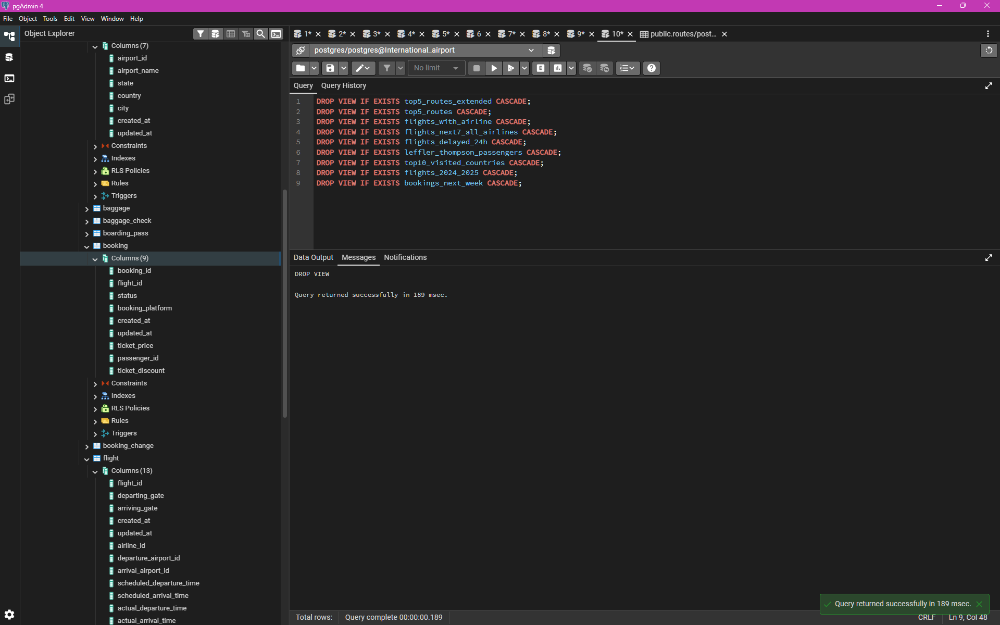 pgAdmin 4
File Object Tools Edit View Window Help
Object Explorer
Columns (7)
airport_id
airport_name
state
country
city
created_at
updated_at
Constraints
Indexes
RLS Policies
Rules
Triggers
baggage
baggage_check
boarding_pass
booking
Columns (9)
booking_id
flight_id
status
booking_platform
created_at
updated_at
ticket_price
passenger_id
ticket_discount
Constraints
Indexes
RLS Policies
Rules
Triggers
booking_change
flight
Columns (13)
flight_id
departing_gate
arriving_gate
created_at
updated_at
airline_id
departure_airport_id
arrival_airport_id
scheduled_departure_time
scheduled_arrival_time
actual_departure_time
actual_arrival_time
1* 2* 3* 4* 5* 6 7* 8* 9* 10* public.routes/post...
postgres/postgres@International_airport
No limit E
Query Query History
1 DROP VIEW IF EXISTS top5_routes_extended CASCADE;
2 DROP VIEW IF EXISTS top5_routes CASCADE;
3 DROP VIEW IF EXISTS flights_with_airline CASCADE;
4 DROP VIEW IF EXISTS flights_next7_all_airlines CASCADE;
5 DROP VIEW IF EXISTS flights_delayed_24h CASCADE;
6 DROP VIEW IF EXISTS leffler_thompson_passengers CASCADE;
7 DROP VIEW IF EXISTS top10_visited_countries CASCADE;
8 DROP VIEW IF EXISTS flights_2024_2025 CASCADE;
9 DROP VIEW IF EXISTS bookings_next_week CASCADE;
Data Output Messages Notifications
DROP VIEW
Query returned successfully in 189 msec.
Query returned successfully in 189 msec.
Total rows: Query complete 00:00:00.189 CRLF Ln 9, Col 48